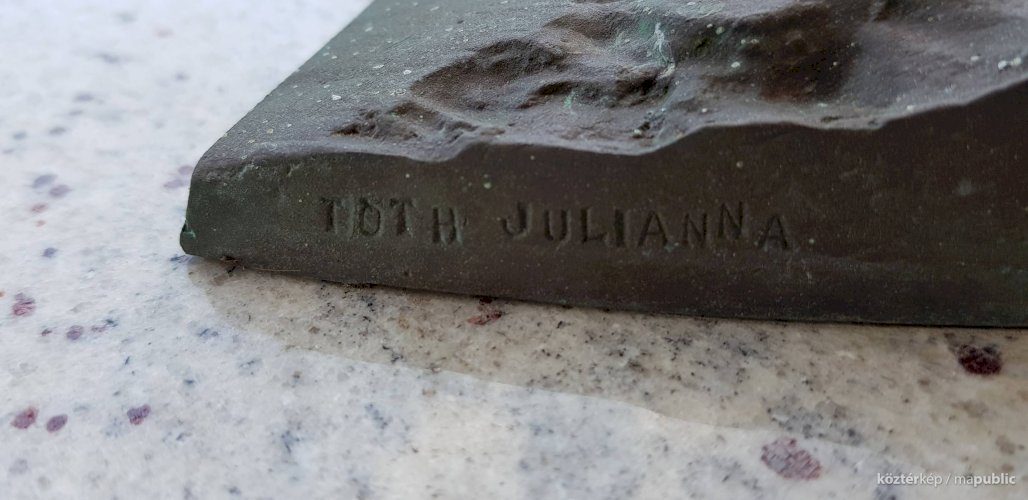 TÓTH JULIANNA
köztérkép / mapublic